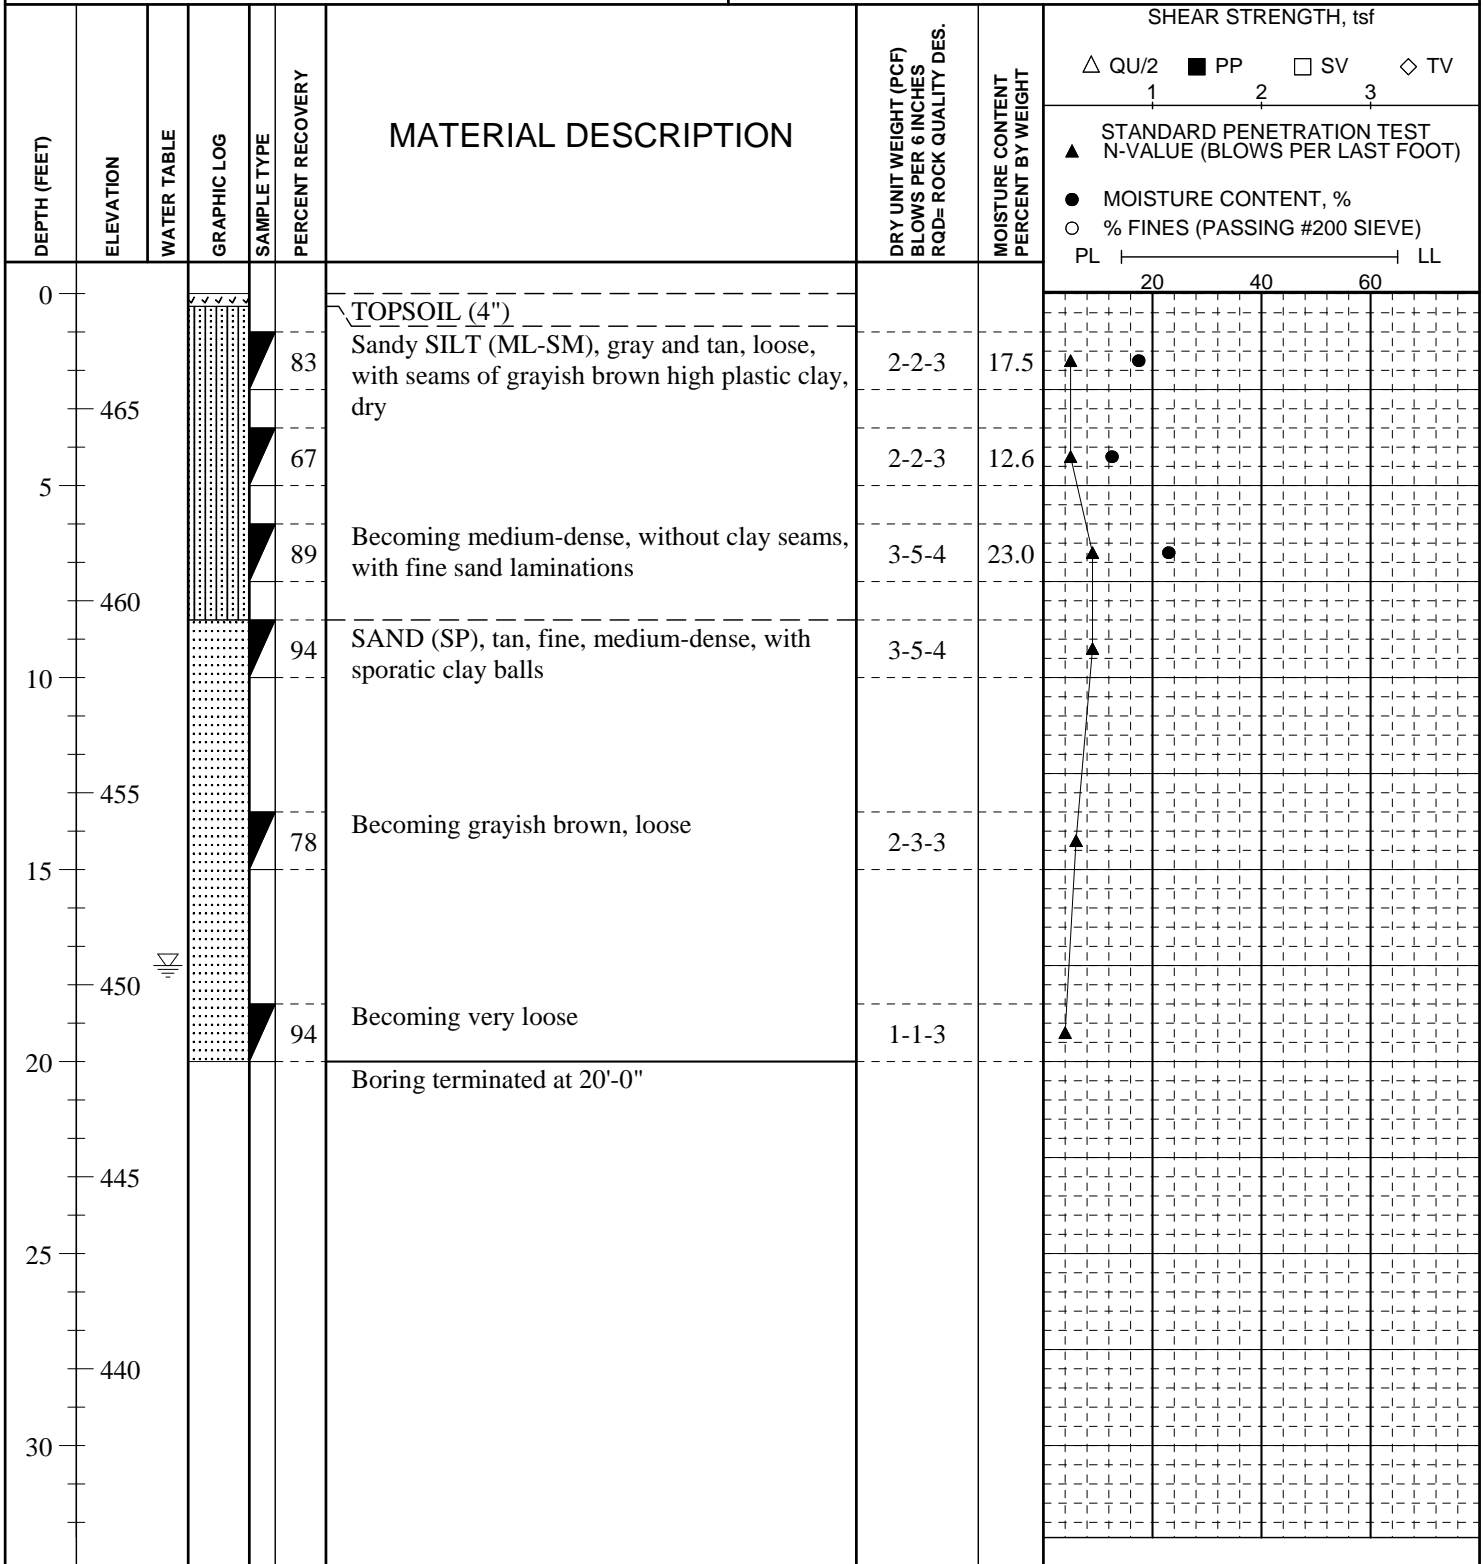 DEPTH (FEET)
ELEVATION
WATER TABLE
GRAPHIC LOG
SAMPLE TYPE
PERCENT RECOVERY
MATERIAL DESCRIPTION
DRY UNIT WEIGHT (PCF)
BLOWS PER 6 INCHES
RQD= ROCK QUALITY DES.
MOISTURE CONTENT
PERCENT BY WEIGHT
SHEAR STRENGTH, tsf
△ QU/2 ■ PP □ SV ◇ TV
1 2 3
STANDARD PENETRATION TEST
▲ N-VALUE (BLOWS PER LAST FOOT)
● MOISTURE CONTENT, %
○ % FINES (PASSING #200 SIEVE)
PL LL
20 40 60
0
TOPSOIL (4")
83 Sandy SILT (ML-SM), gray and tan, loose, 2-2-3 17.5
with seams of grayish brown high plastic clay,
465 dry
67 2-2-3 12.6
5
89 Becoming medium-dense, without clay seams, 3-5-4 23.0
with fine sand laminations
460
94 SAND (SP), tan, fine, medium-dense, with 3-5-4
sporatic clay balls
10
455
78 Becoming grayish brown, loose 2-3-3
15
450
94 Becoming very loose 1-1-3
20
Boring terminated at 20'-0"
445
25
440
30